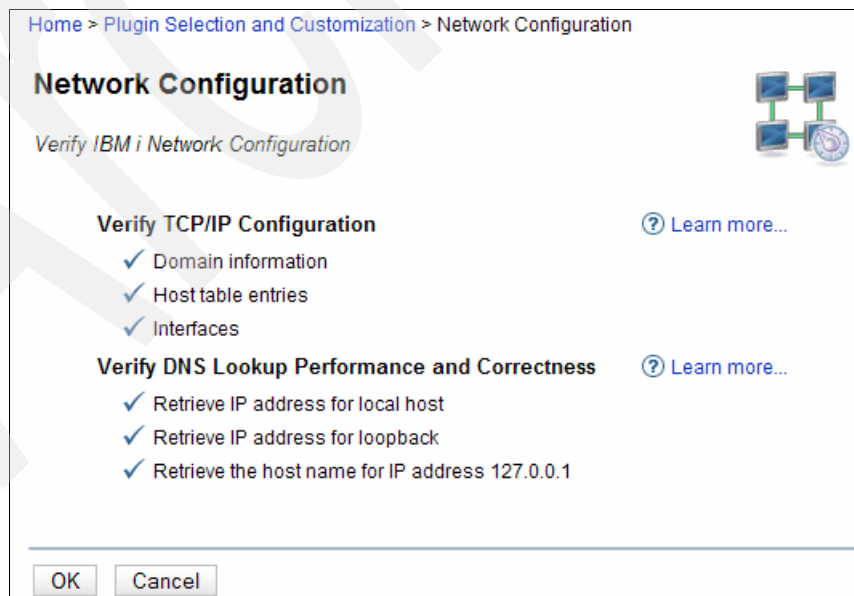 Home > Plugin Selection and Customization > Network Configuration
Network Configuration
Verify IBM i Network Configuration
Verify TCP/IP Configuration
? Learn more...
Domain information
Host table entries
Interfaces
Verify DNS Lookup Performance and Correctness
? Learn more...
Retrieve IP address for local host
Retrieve IP address for loopback
Retrieve the host name for IP address 127.0.0.1
OK Cancel